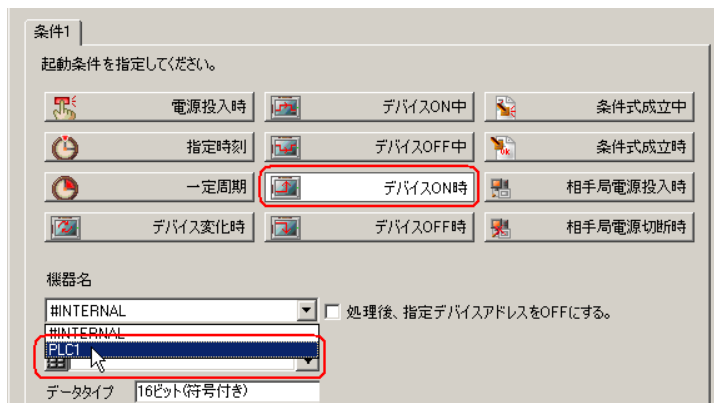 条件1
起動条件を指定してください。
電源投入時 デバイスON中 条件式成立中
指定時刻 デバイスOFF中 条件式成立時
一定周期 デバイスON時 相手局電源投入時
デバイス変化時 デバイスOFF時 相手局電源切断時
機器名
#INTERNAL 処理後、指定デバイスアドレスをOFFにする。
#INTERNAL
PLC1
データタイプ 16ビット(符号付き)